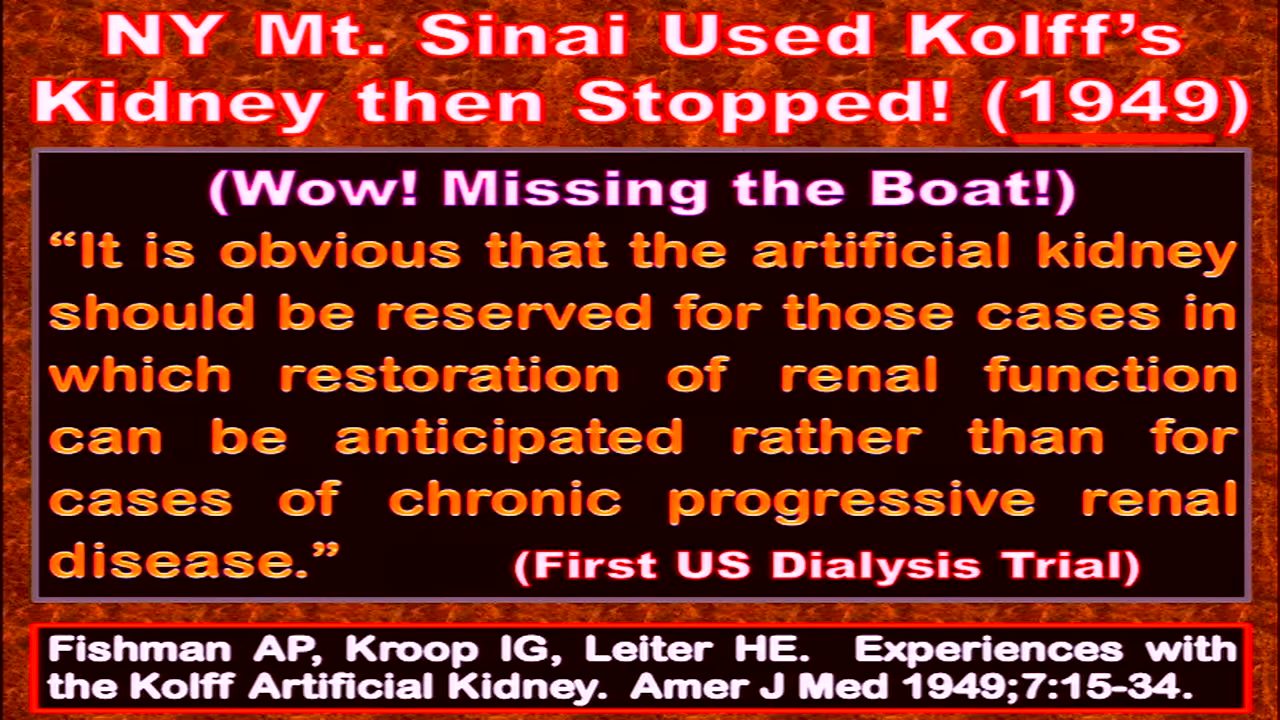 NY Mt. Sinai Used Kolff’s
Kidney then Stopped! (1949)
(Wow! Missing the Boat!)
“It is obvious that the artificial kidney
should be reserved for those cases in
which restoration of renal function
can be anticipated rather than for
cases of chronic progressive renal
disease.” (First US Dialysis Trial)
Fishman AP, Kroop IG, Leiter HE. Experiences with
the Kolff Artificial Kidney. Amer J Med 1949;7:15-34.